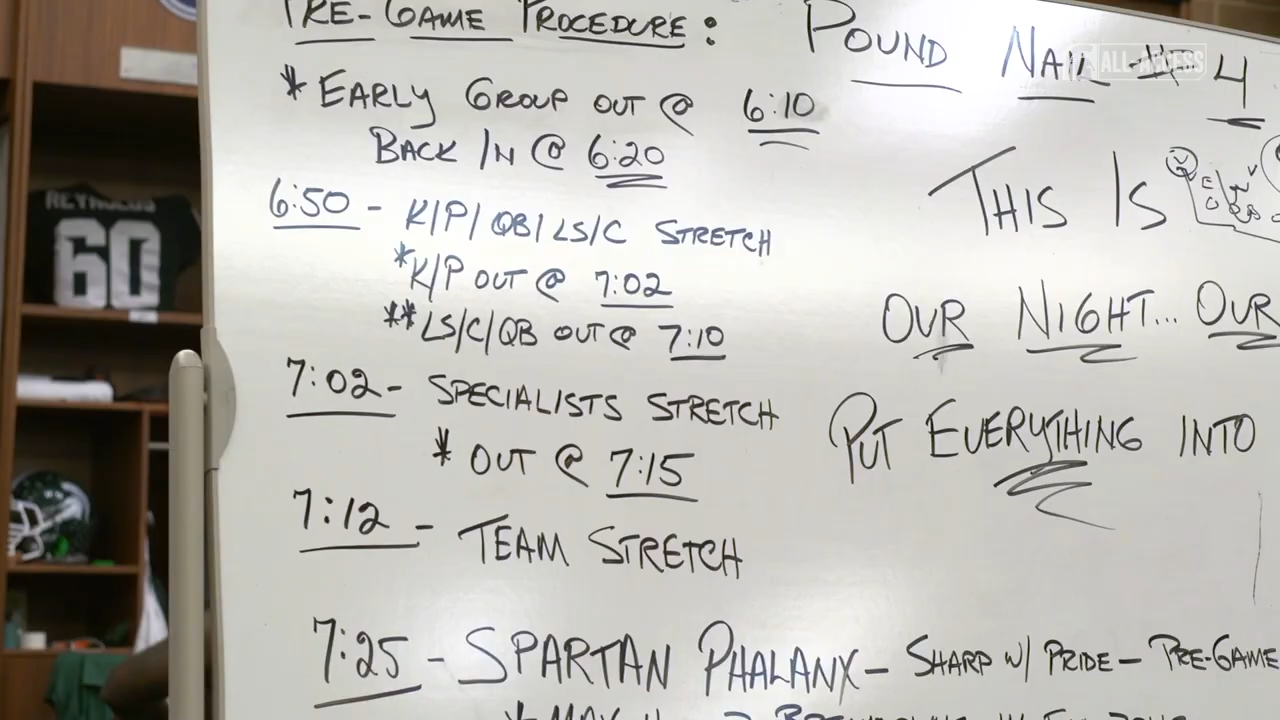 PRE-GAME PROCEDURE:
* EARLY GROUP OUT @ 6:10
BACK IN @ 6:20
6:50 - K/P/QB/LS/C STRETCH
*K/P OUT @ 7:02
**LS/C/QB OUT @ 7:10
7:02 - SPECIALISTS STRETCH
* OUT @ 7:15
7:12 - TEAM STRETCH
7:25 - SPARTAN PHALANX - SHARP W/ PRIDE - PRE-GAME
POUND NAIL # 4
THIS IS
OUR NIGHT... OUR
PUT EVERYTHING INTO
ALL-ACCESS
REYNOLDS
60